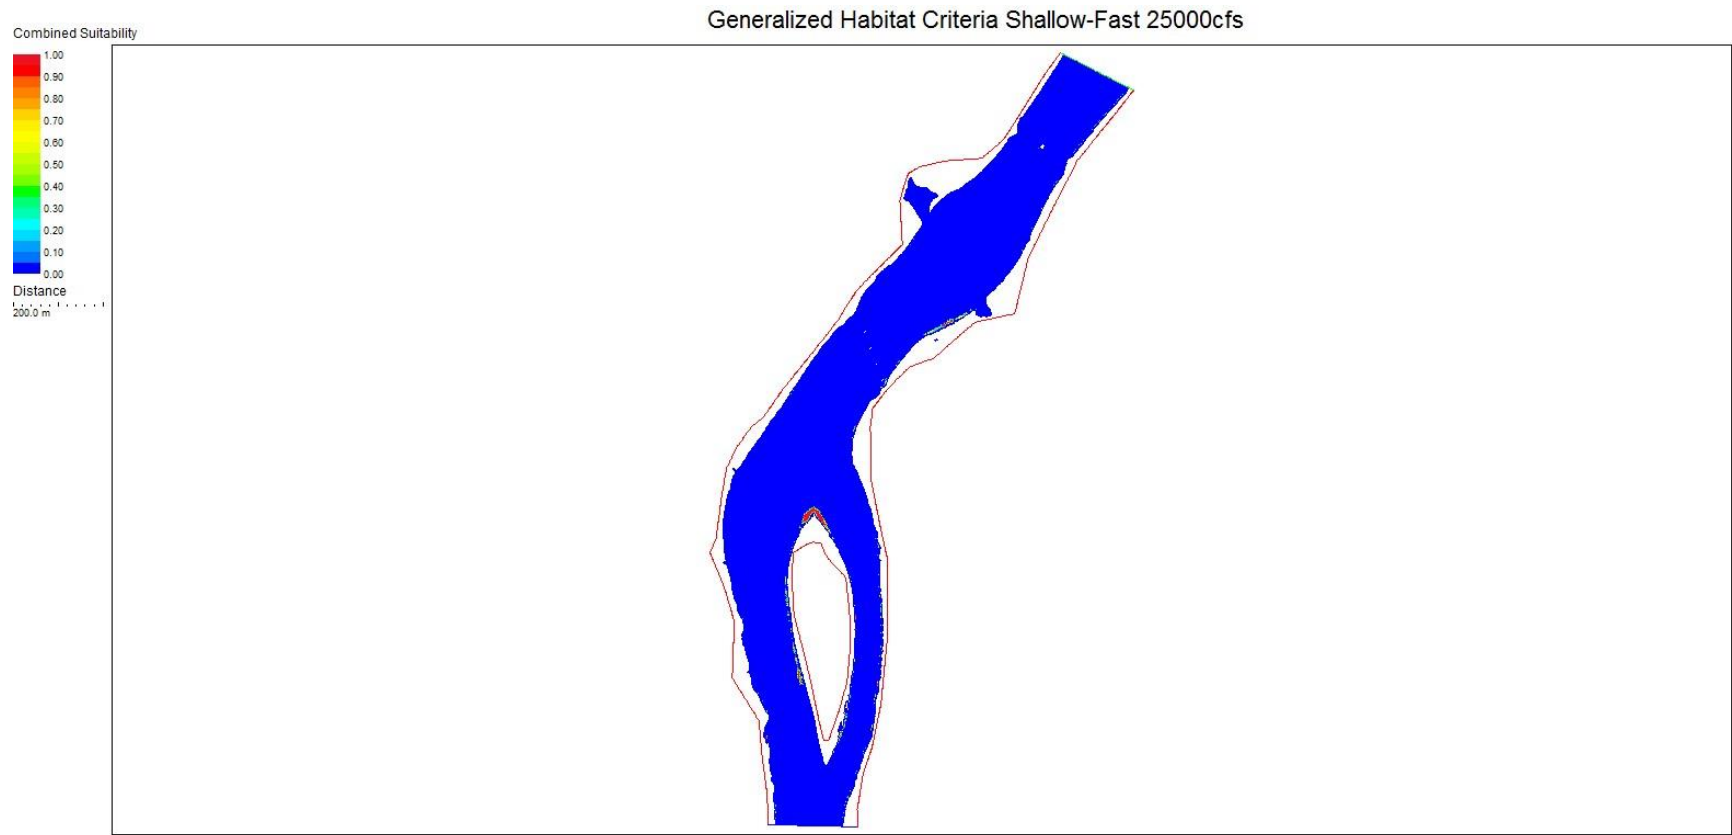 Generalized Habitat Criteria Shallow-Fast 25000cfs
Combined Suitability
1.00
0.90
0.80
0.70
0.60
0.50
0.40
0.30
0.20
0.10
0.00
Distance
200.0 m